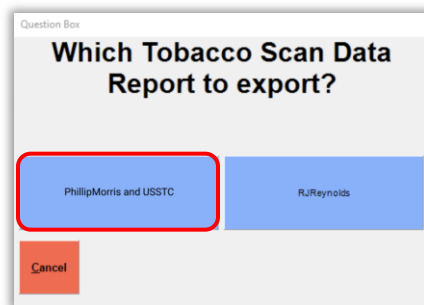 Question Box
Which Tobacco Scan Data
Report to export?
PhillipMorris and USSTC
RJReynolds
Cancel